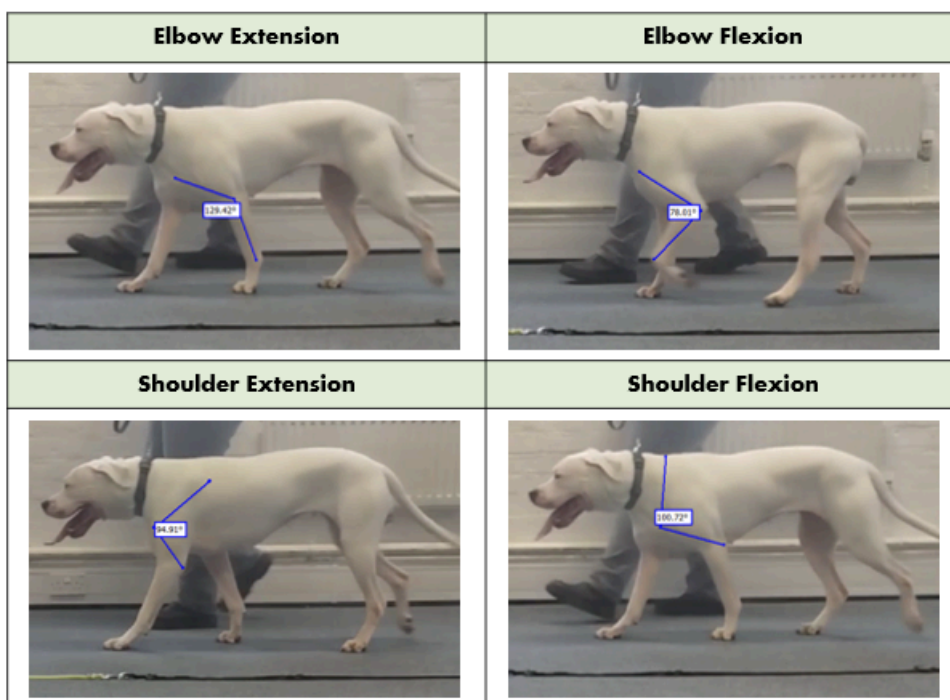 Elbow Extension
Elbow Flexion
129.42°
78.01°
Shoulder Extension
Shoulder Flexion
94.91°
100.72°